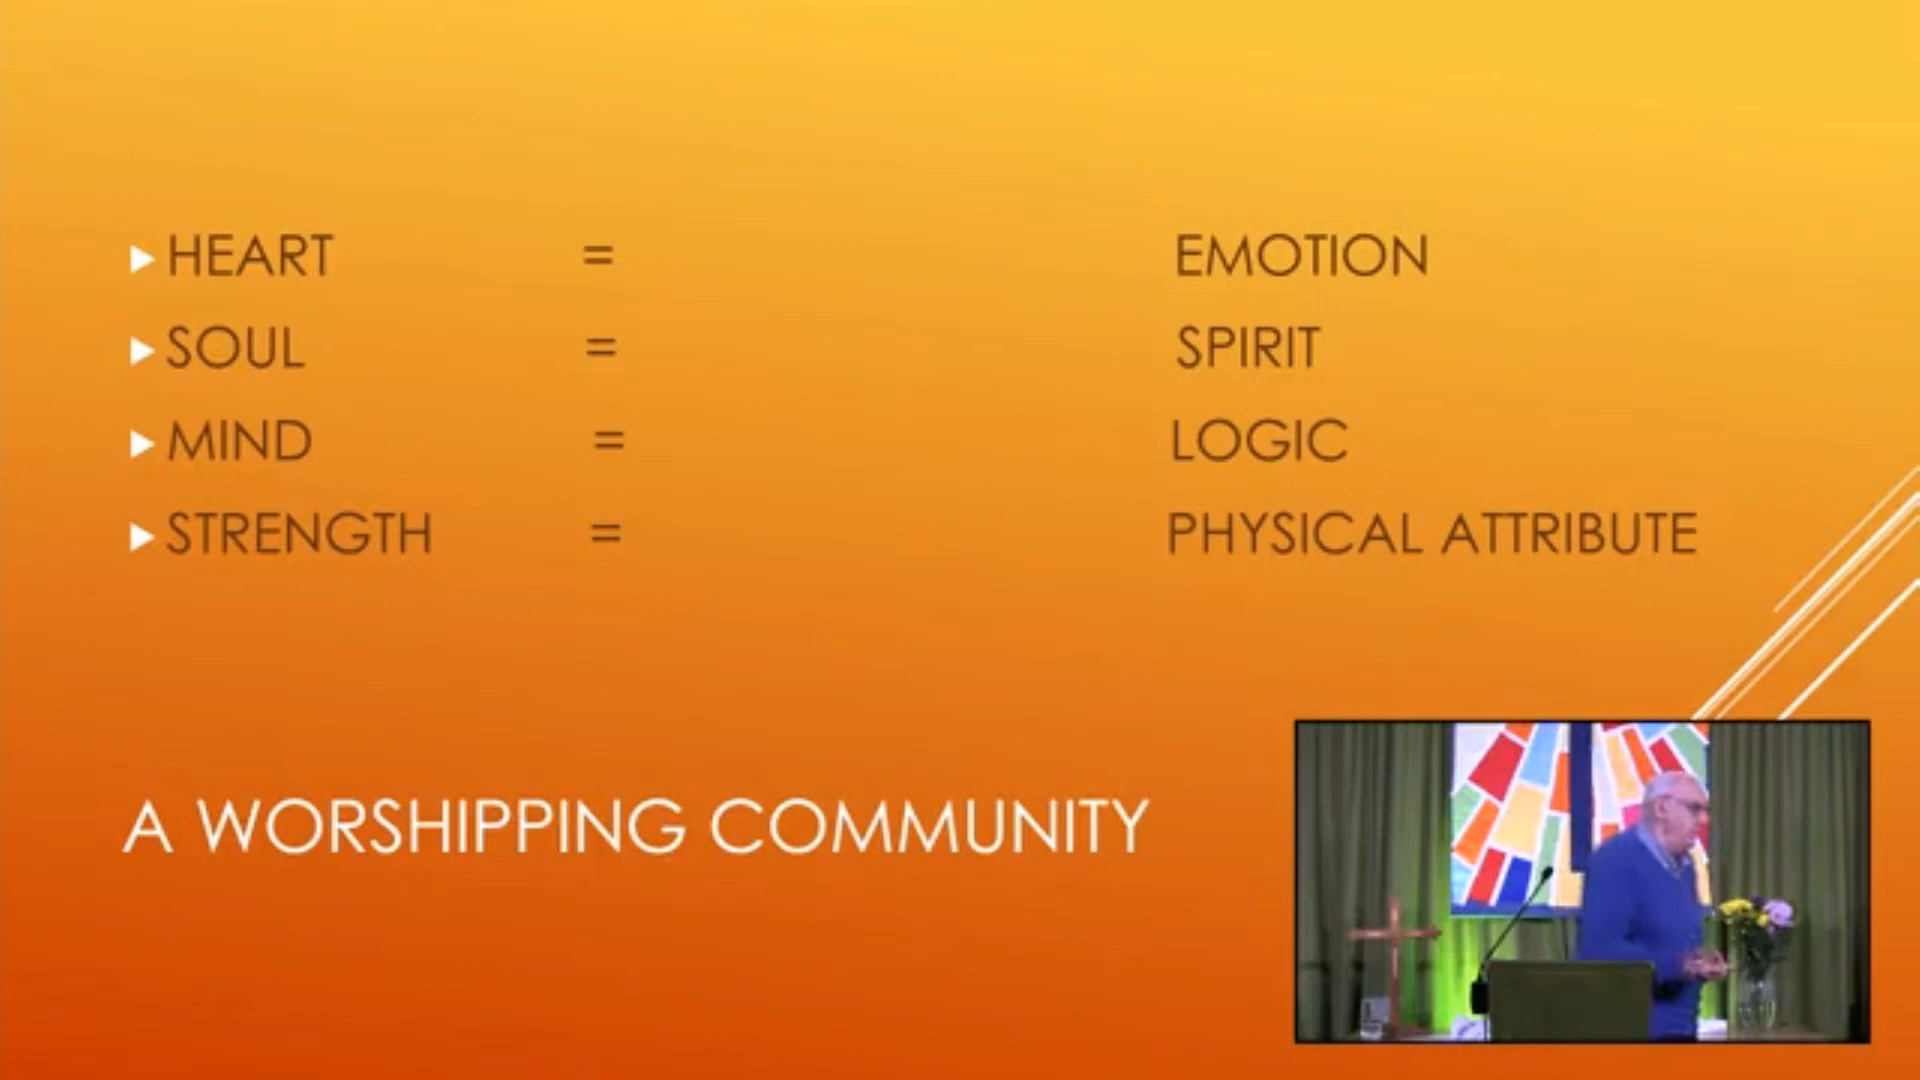 HEART = EMOTION
SOUL = SPIRIT
MIND = LOGIC
STRENGTH = PHYSICAL ATTRIBUTE
A WORSHIPPING COMMUNITY